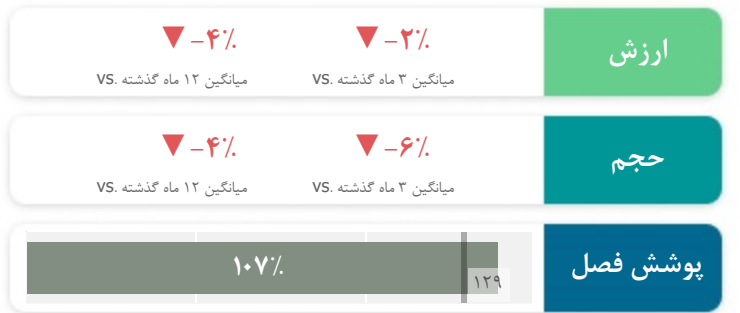 ارزش
▼ -۲٪ ▼ -۴٪
میانگین ۳ ماه گذشته .VS میانگین ۱۲ ماه گذشته .VS
حجم
▼ -۶٪ ▼ -۴٪
میانگین ۳ ماه گذشته .VS میانگین ۱۲ ماه گذشته .VS
پوشش فصل
۱۰۷٪
۱۲۹